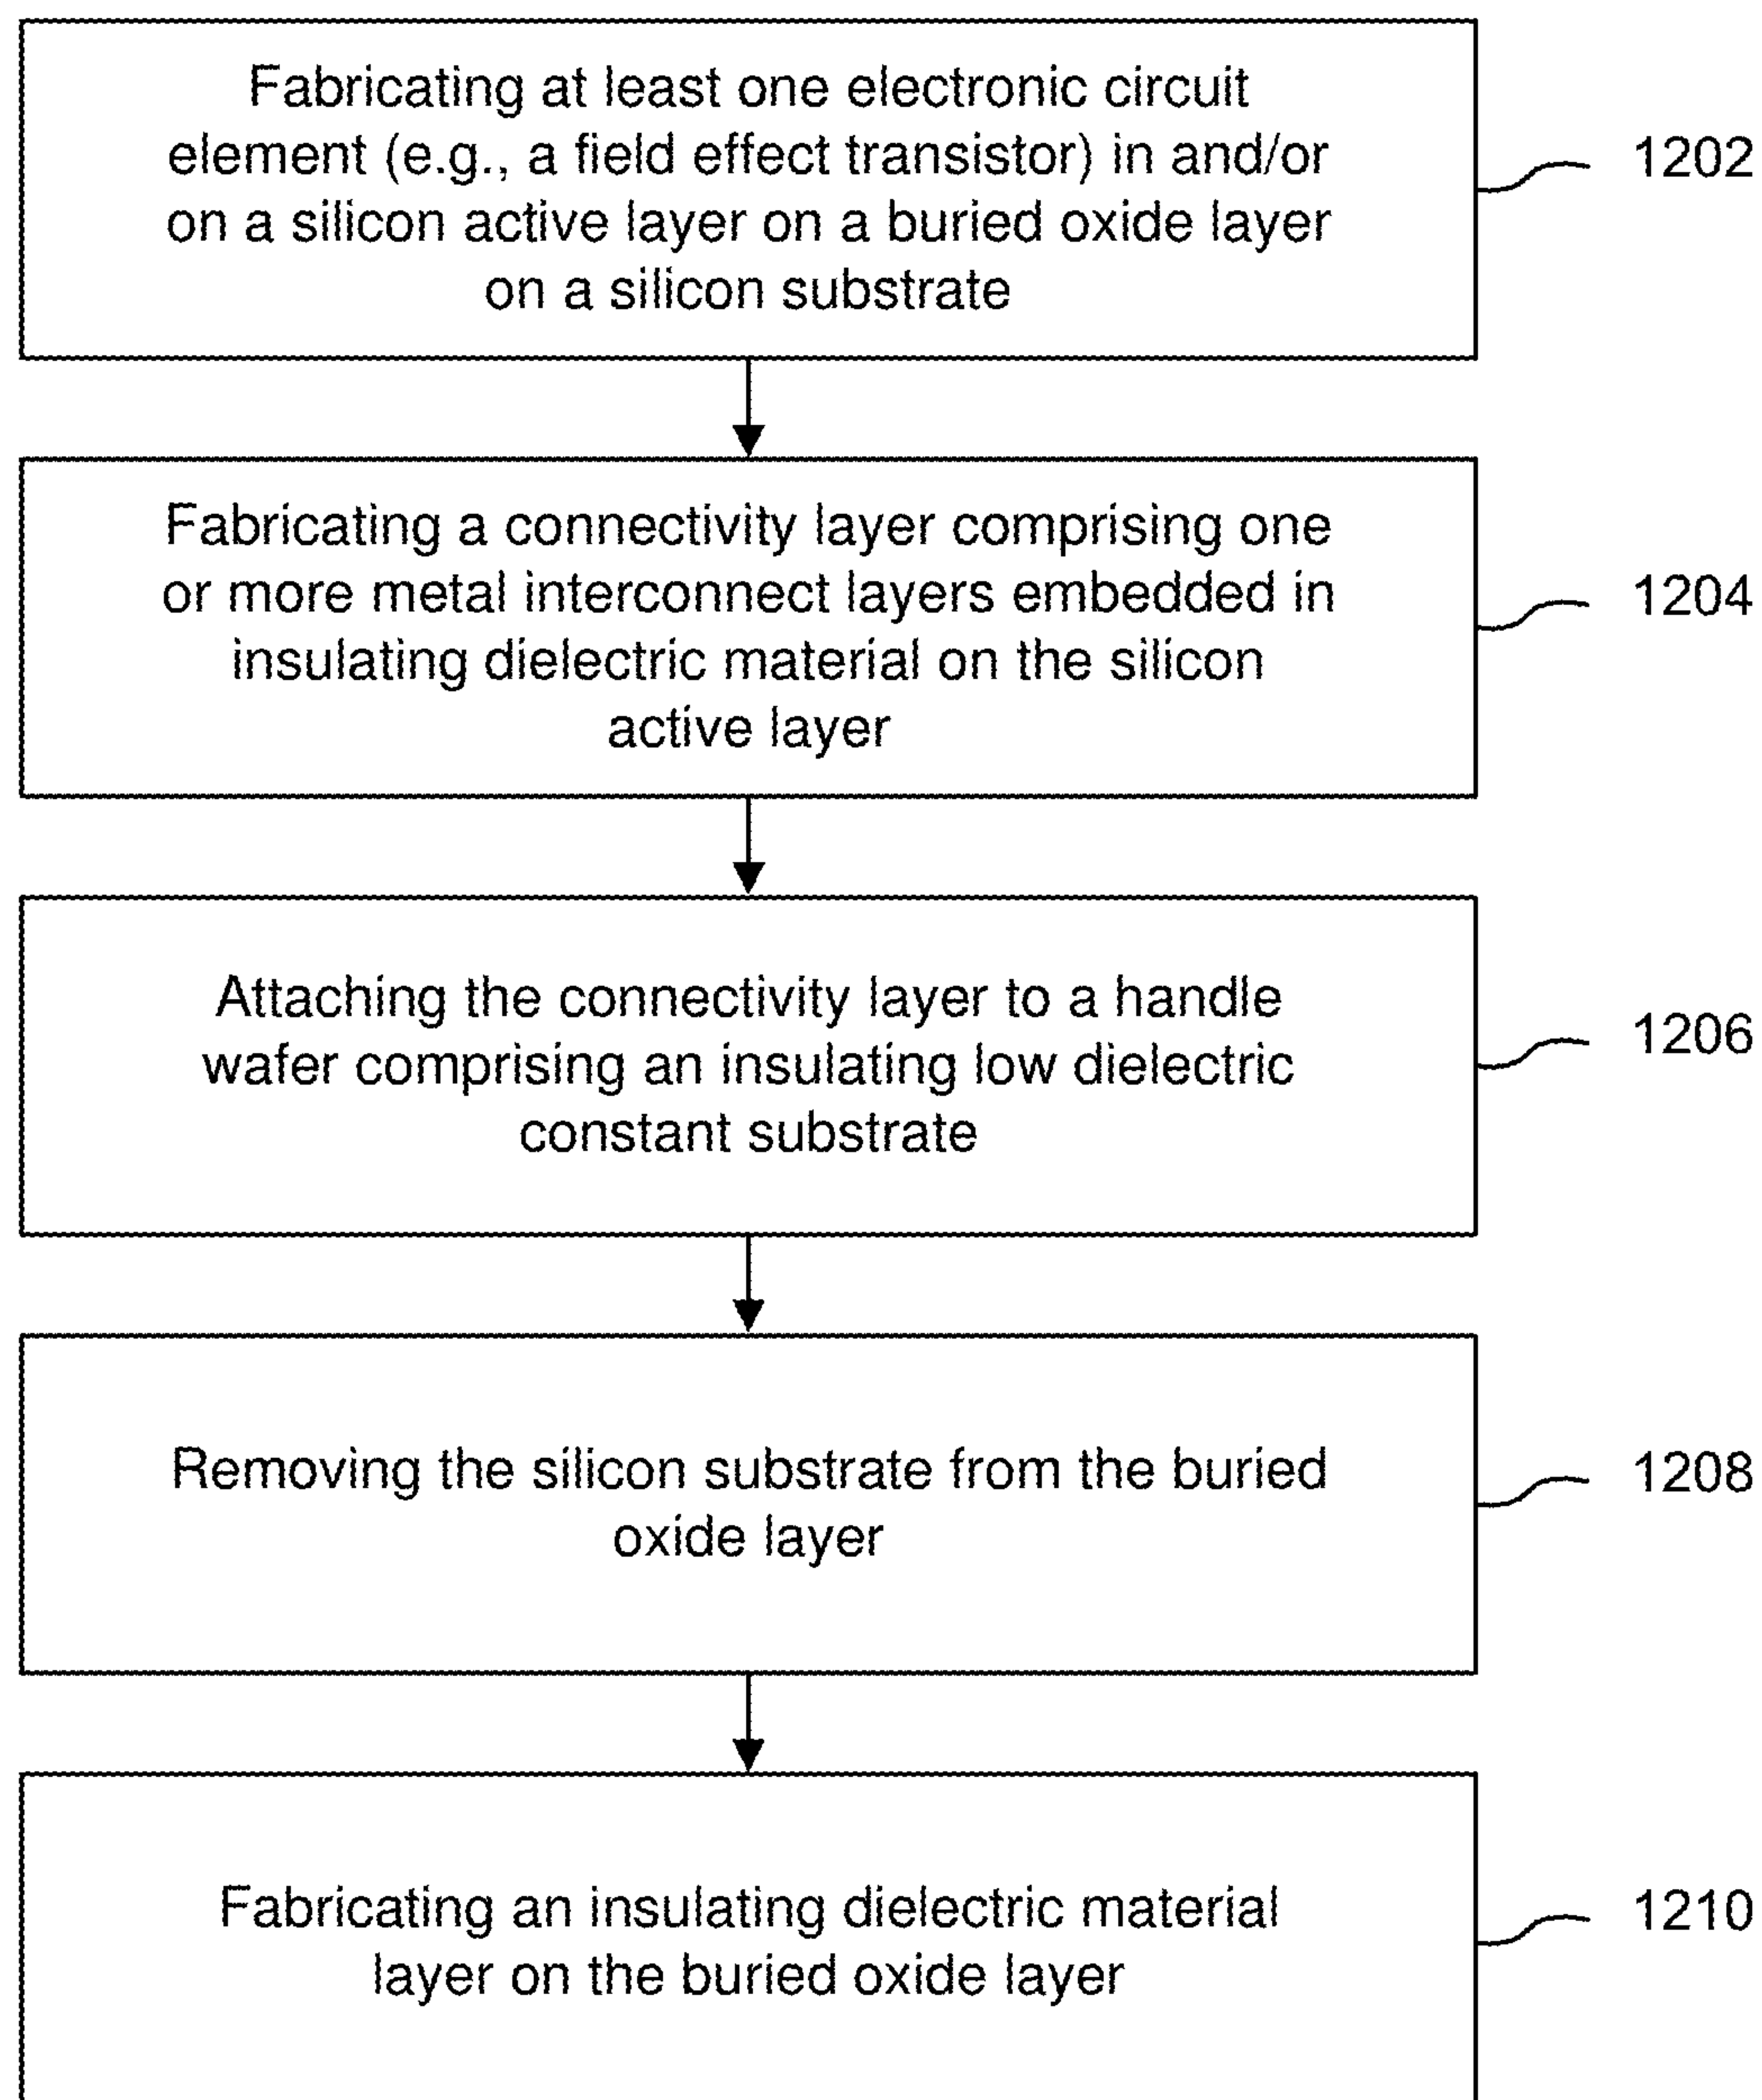 Fabricating at least one electronic circuit
element (e.g., a field effect transistor) in and/or
on a silicon active layer on a buried oxide layer
on a silicon substrate
1202
Fabricating a connectivity layer comprising one
or more metal interconnect layers embedded in
insulating dielectric material on the silicon
active layer
1204
Attaching the connectivity layer to a handle
wafer comprising an insulating low dielectric
constant substrate
1206
Removing the silicon substrate from the buried
oxide layer
1208
Fabricating an insulating dielectric material
layer on the buried oxide layer
1210